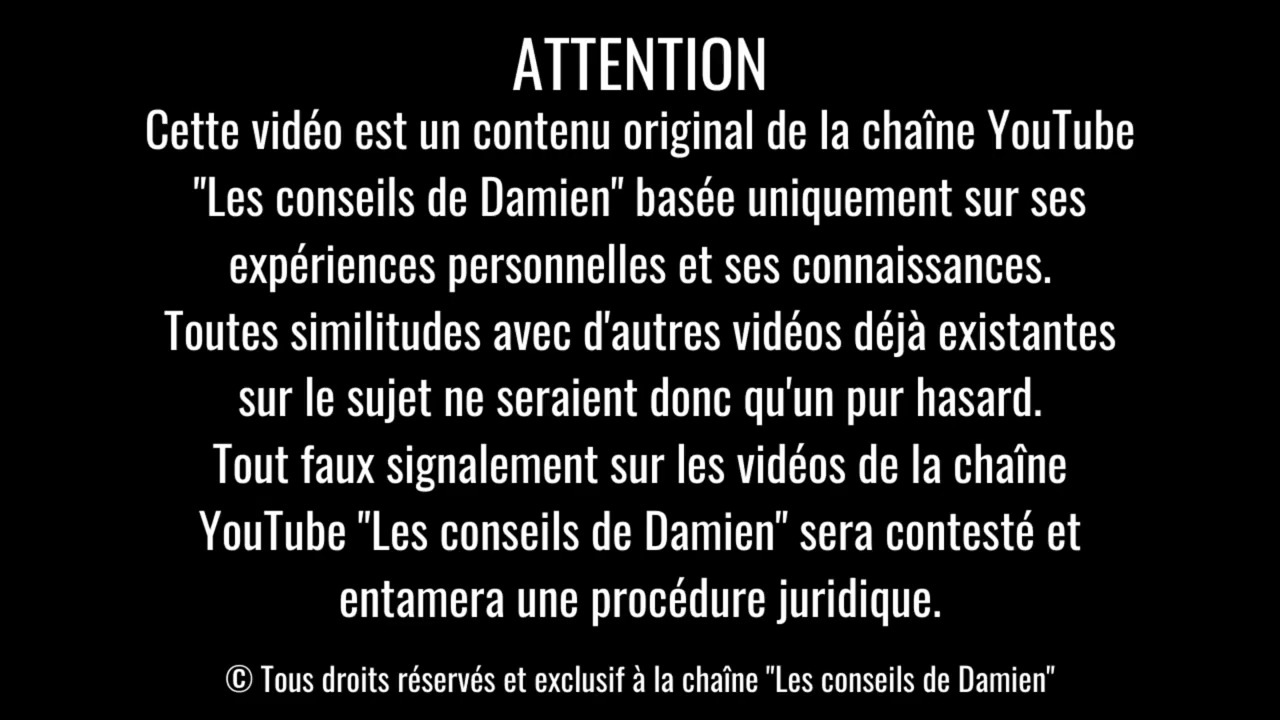 ATTENTION
Cette vidéo est un contenu original de la chaîne YouTube
"Les conseils de Damien" basée uniquement sur ses
expériences personnelles et ses connaissances.
Toutes similitudes avec d'autres vidéos déjà existantes
sur le sujet ne seraient donc qu'un pur hasard.
Tout faux signalement sur les vidéos de la chaîne
YouTube "Les conseils de Damien" sera contesté et
entamera une procédure juridique.
© Tous droits réservés et exclusif à la chaîne "Les conseils de Damien"